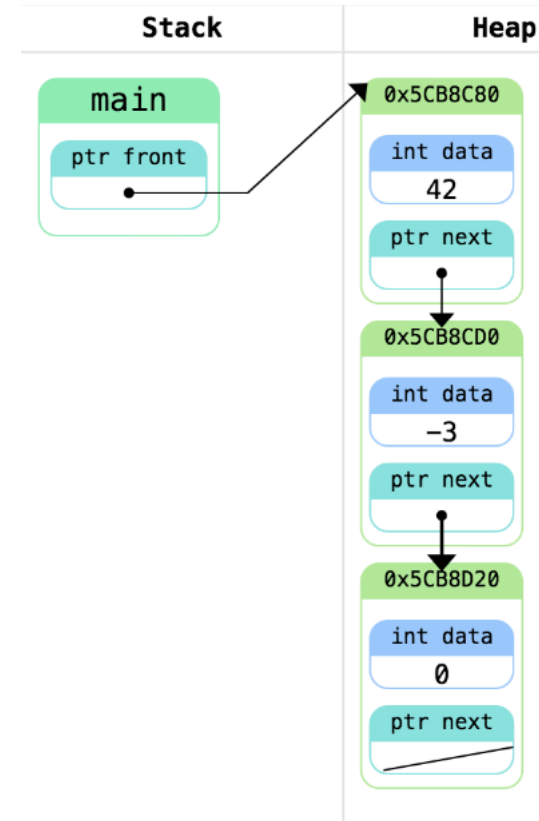 Stack
Heap
main
ptr front
0x5CB8C80
int data
42
ptr next
0x5CB8CD0
int data
−3
ptr next
0x5CB8D20
int data
0
ptr next